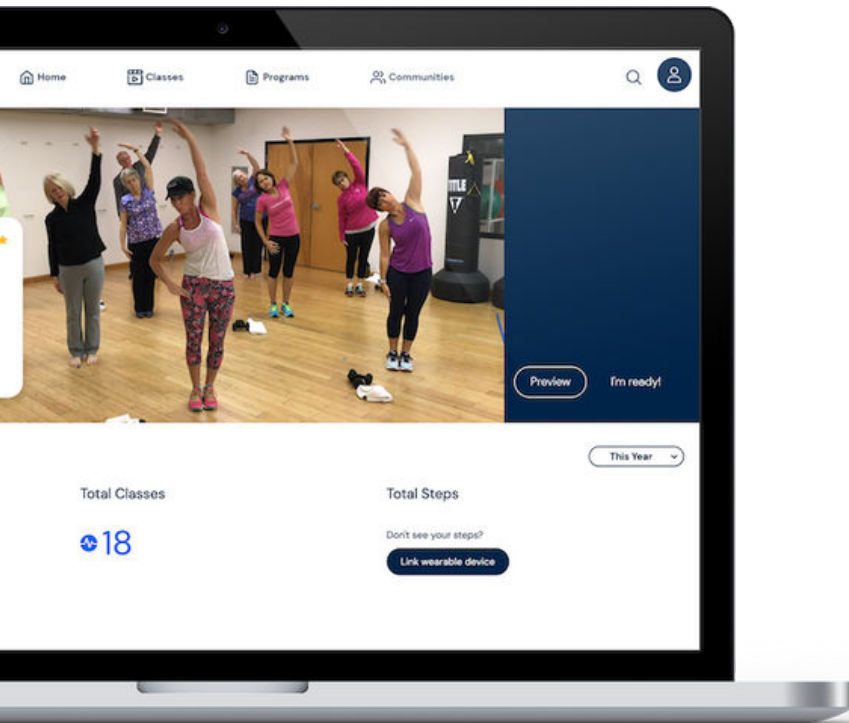 Home
Classes
Programs
Communities
TITLE
Preview
I'm ready!
This Year
Total Classes
Total Steps
18
Don't see your steps?
Link wearable device